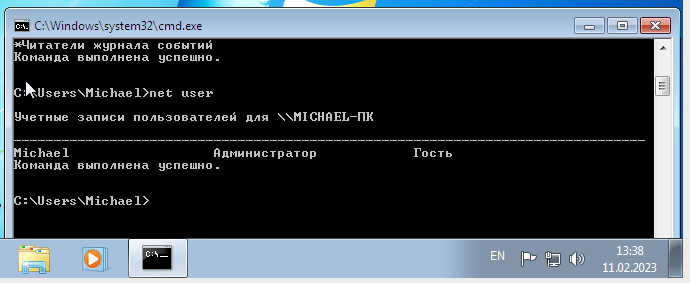 C:\Windows\system32\cmd.exe
*Читатели журнала событий
Команда выполнена успешно.
C:\Users\Michael>net user
Учетные записи пользователей для \\MICHAEL-ПК
Michael Администратор Гость
Команда выполнена успешно.
C:\Users\Michael>
EN
13:38
11.02.2023